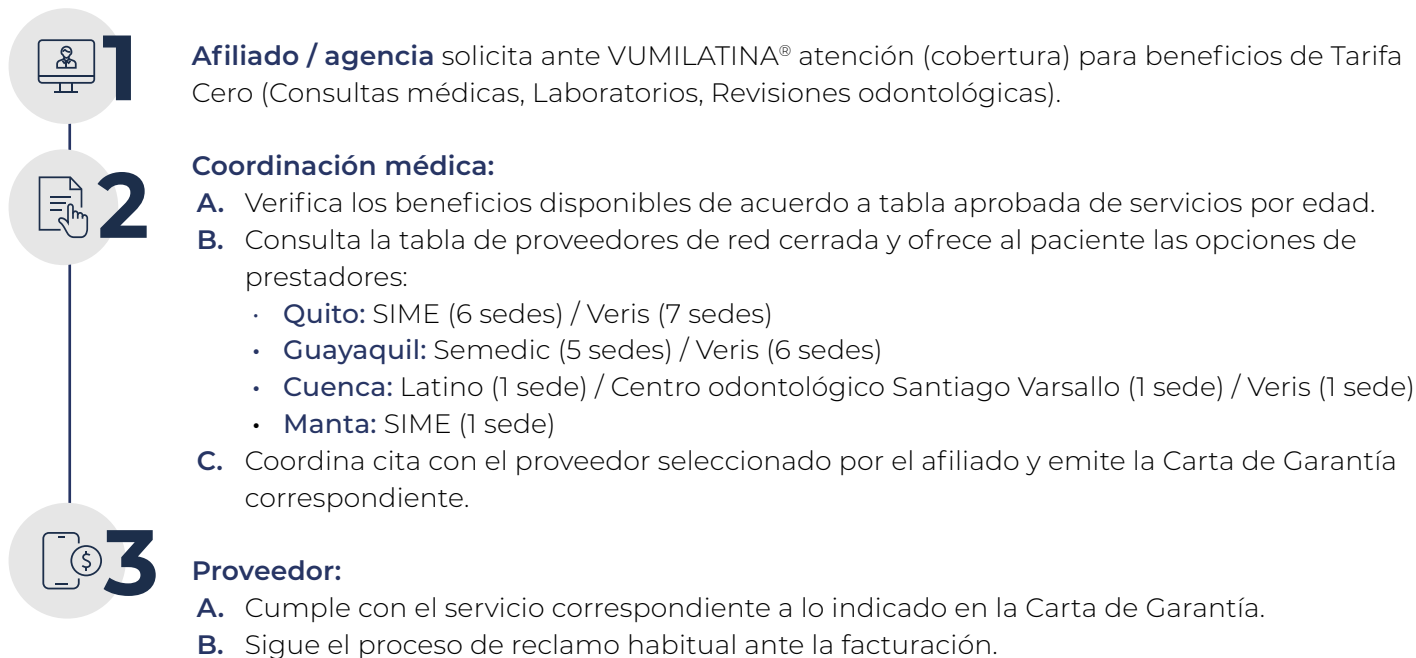 1
Afiliado / agencia solicita ante VUMILATINA® atención (cobertura) para beneficios de Tarifa
Cero (Consultas médicas, Laboratorios, Revisiones odontológicas).
2
Coordinación médica:
A. Verifica los beneficios disponibles de acuerdo a tabla aprobada de servicios por edad.
B. Consulta la tabla de proveedores de red cerrada y ofrece al paciente las opciones de
prestadores:
• Quito: SIME (6 sedes) / Veris (7 sedes)
• Guayaquil: Semedic (5 sedes) / Veris (6 sedes)
• Cuenca: Latino (1 sede) / Centro odontológico Santiago Varsallo (1 sede) / Veris (1 sede)
• Manta: SIME (1 sede)
C. Coordina cita con el proveedor seleccionado por el afiliado y emite la Carta de Garantía
correspondiente.
$
3
Proveedor:
A. Cumple con el servicio correspondiente a lo indicado en la Carta de Garantía.
B. Sigue el proceso de reclamo habitual ante la facturación.